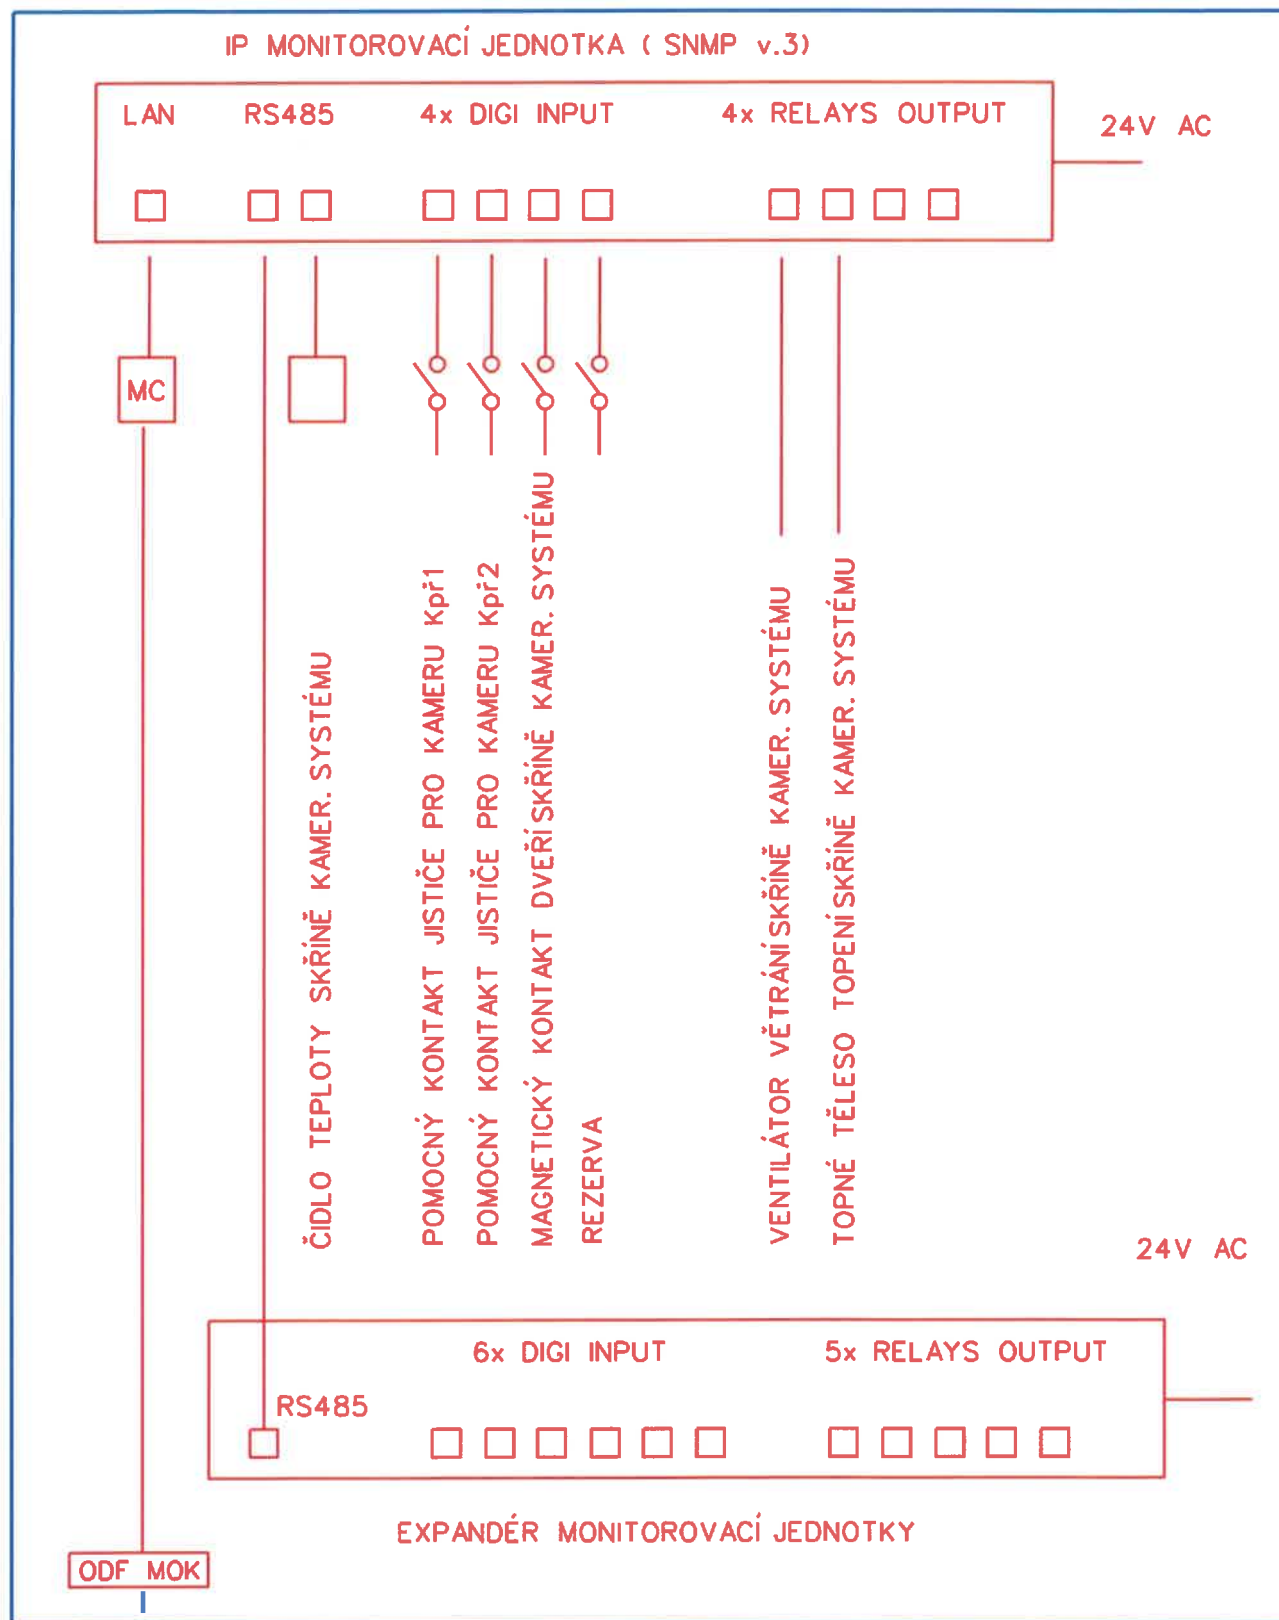 IP MONITOROVACÍ JEDNOTKA ( SNMP v.3)
LAN
RS485
4x DIGI INPUT
4x RELAYS OUTPUT
24V AC
MC
ČIDLO TEPLOTY SKŘÍNĚ KAMER. SYSTÉMU
POMOCNÝ KONTAKT JISTIČE PRO KAMERU Kpř1
POMOCNÝ KONTAKT JISTIČE PRO KAMERU Kpř2
MAGNETICKÝ KONTAKT DVEŘÍ SKŘÍNĚ KAMER. SYSTÉMU
REZERVA
VENTILÁTOR VĚTRÁNÍ SKŘÍNĚ KAMER. SYSTÉMU
TOPNÉ TĚLESO TOPENÍ SKŘÍNĚ KAMER. SYSTÉMU
24V AC
6x DIGI INPUT
5x RELAYS OUTPUT
RS485
EXPANDÉR MONITOROVACÍ JEDNOTKY
ODF MOK